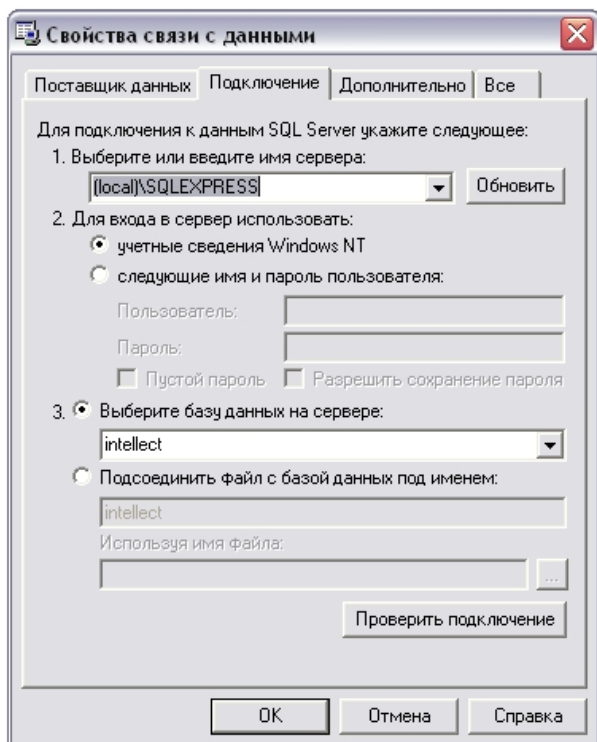 Свойства связи с данными
Поставщик данных Подключение Дополнительно Все
Для подключения к данным SQL Server укажите следующее:
1. Выберите или введите имя сервера:
(local)\SQLEXPRESS Обновить
2. Для входа в сервер использовать:
учетные сведения Windows NT
следующие имя и пароль пользователя:
Пользователь:
Пароль:
Пустой пароль Разрешить сохранение пароля
3. Выберите базу данных на сервере:
intellect
Подсоединить файл с базой данных под именем:
intellect
Используя имя файла:
...
Проверить подключение
OK Отмена Справка